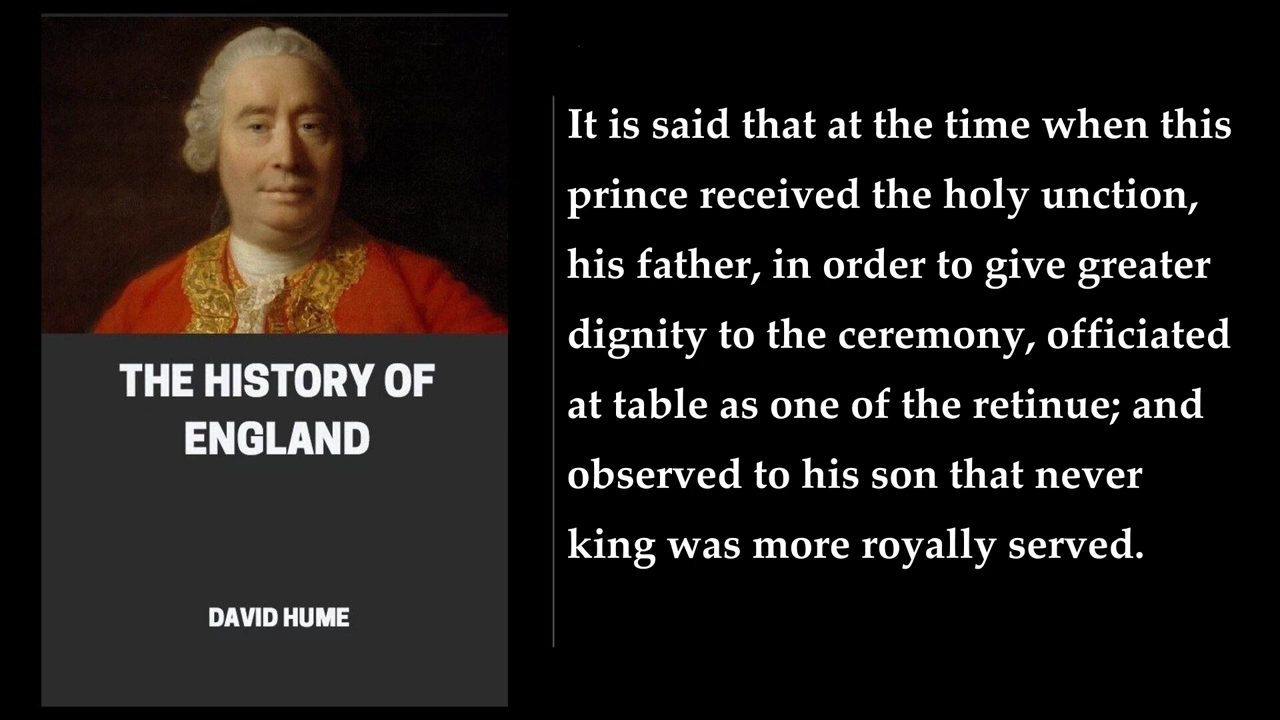 THE HISTORY OF
ENGLAND
DAVID HUME
It is said that at the time when this
prince received the holy unction,
his father, in order to give greater
dignity to the ceremony, officiated
at table as one of the retinue; and
observed to his son that never
king was more royally served.